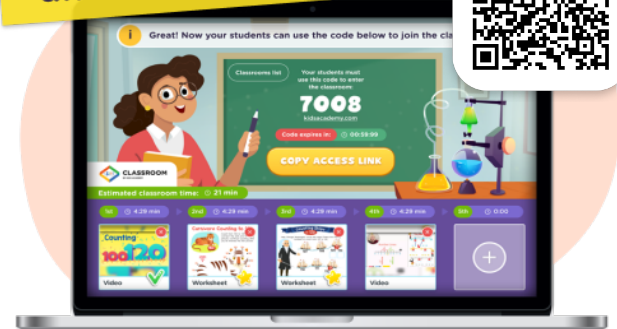 i Great! Now your students can use the code below to join the cla
Classrooms list
Your students must
use this code to enter
the classroom:
7008
kidsacademy.com
Code expires in: 00:59:99
COPY ACCESS LINK
CLASSROOM
Estimated classroom time: 21 min
1st 4.29 min 2nd 4.29 min 3rd 4.29 min 4th 4.29 min 5th 0:00
Counting
100 120
Video
Worksheet
Worksheet
Video